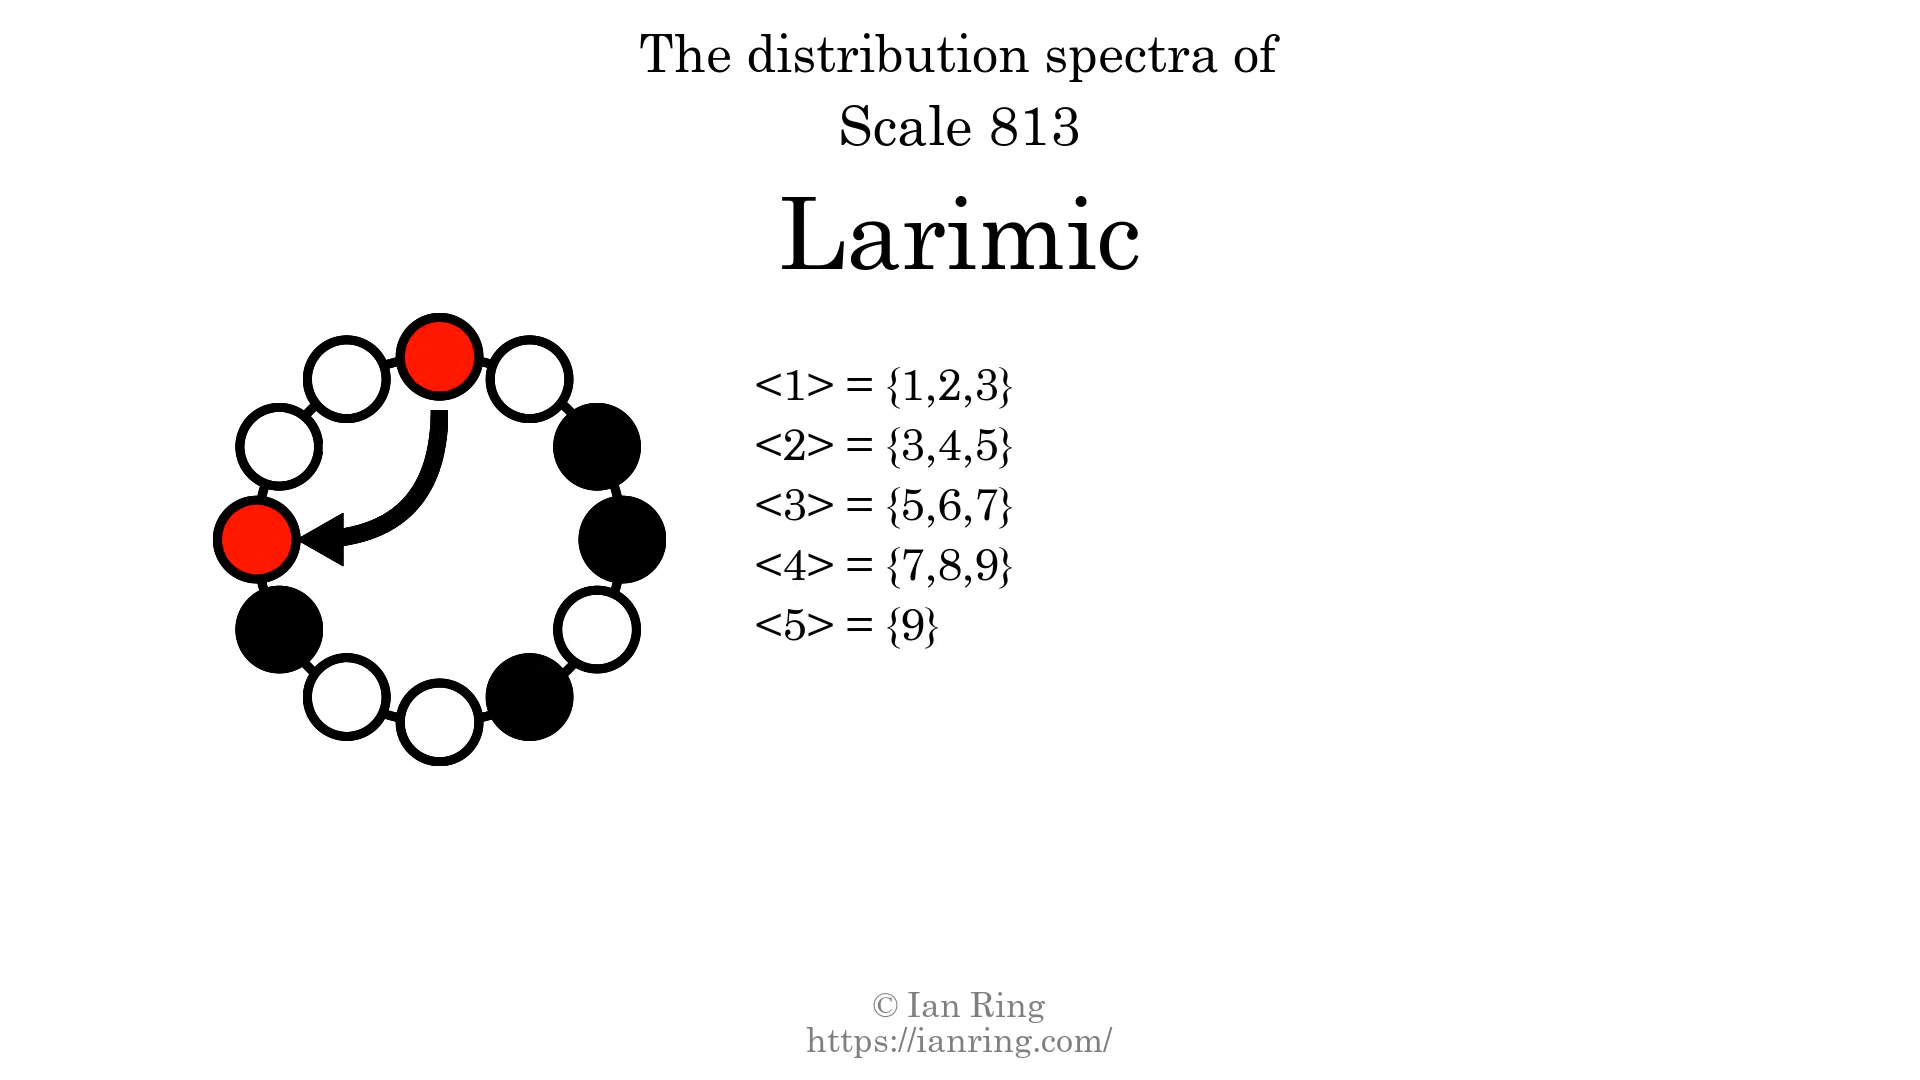 The distribution spectra of
Scale 813
Larimic
<1> = {1,2,3}
<2> = {3,4,5}
<3> = {5,6,7}
<4> = {7,8,9}
<5> = {9}
© Ian Ring
https://ianring.com/